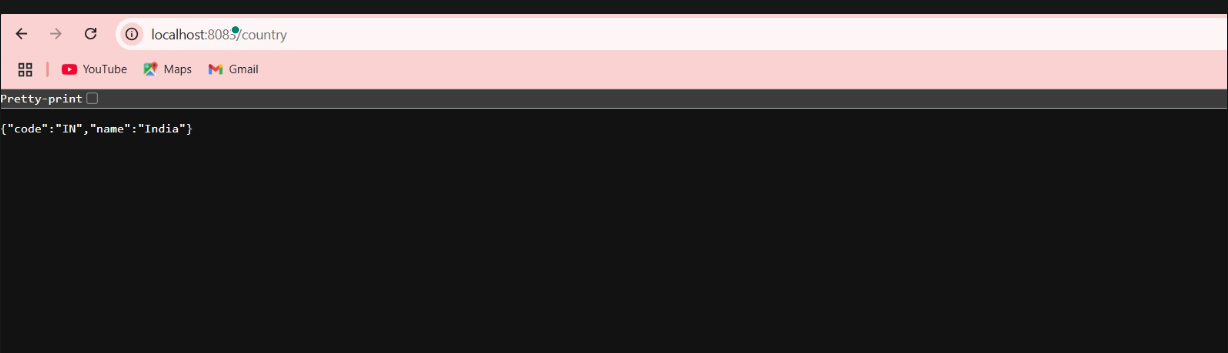 localhost:8083/country
YouTube Maps Gmail
Pretty-print
{"code":"IN","name":"India"}